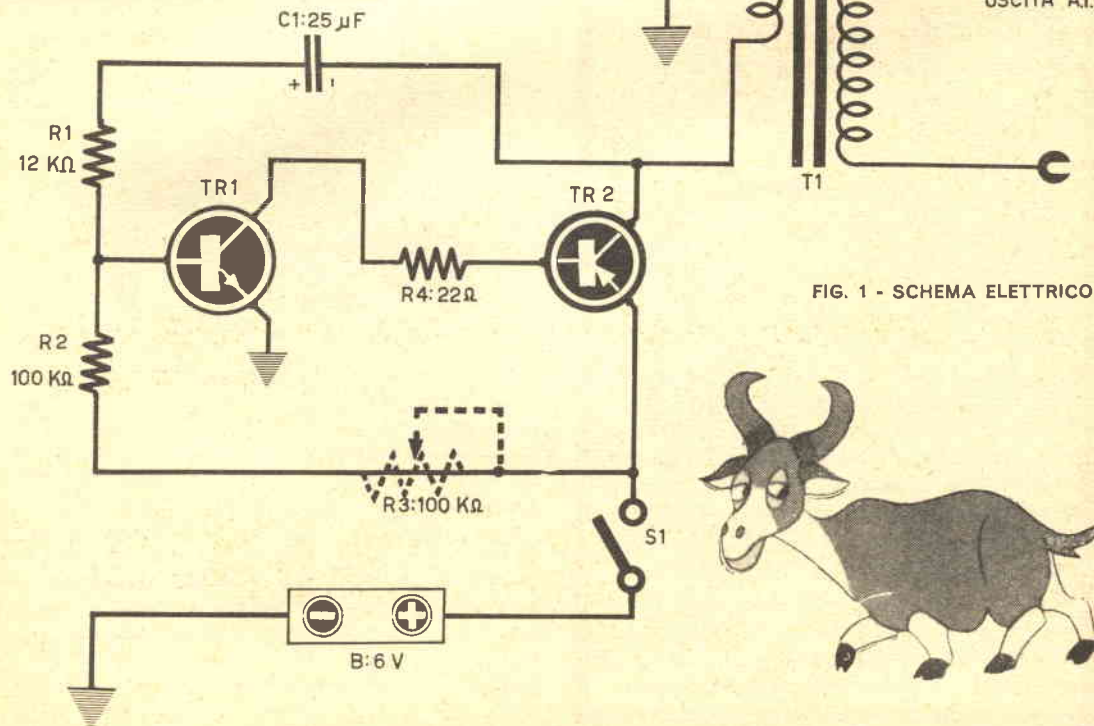 C1:25 µF
USCITA A.T.
+ -
R1
12 KΩ
TR1
TR 2
T1
R4:22Ω
FIG. 1 - SCHEMA ELETTRICO
R2
100 KΩ
R3:100 KΩ
S1
- +
B:6 V